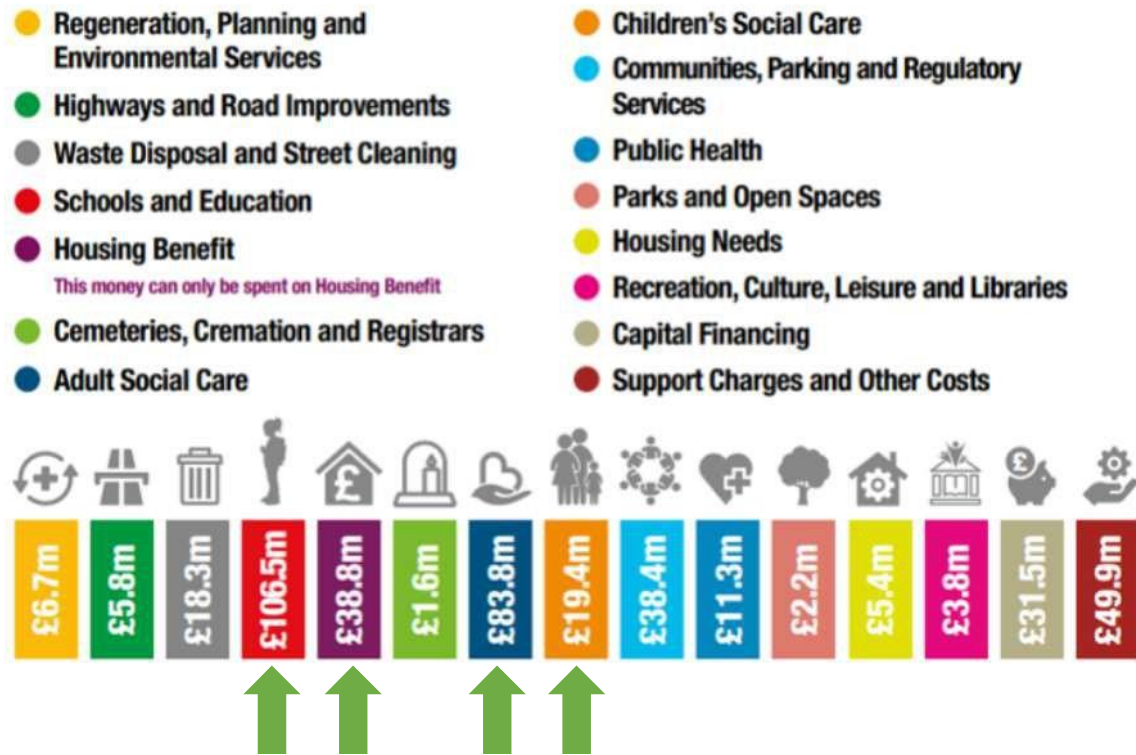 Regeneration, Planning and
Environmental Services
Highways and Road Improvements
Waste Disposal and Street Cleaning
Schools and Education
Housing Benefit
This money can only be spent on Housing Benefit
Cemeteries, Cremation and Registrars
Adult Social Care
Children's Social Care
Communities, Parking and Regulatory
Services
Public Health
Parks and Open Spaces
Housing Needs
Recreation, Culture, Leisure and Libraries
Capital Financing
Support Charges and Other Costs
£
£
£6.7m
£5.8m
£18.3m
£106.5m
£38.8m
£1.6m
£83.8m
£19.4m
£38.4m
£11.3m
£2.2m
£5.4m
£3.8m
£31.5m
£49.9m